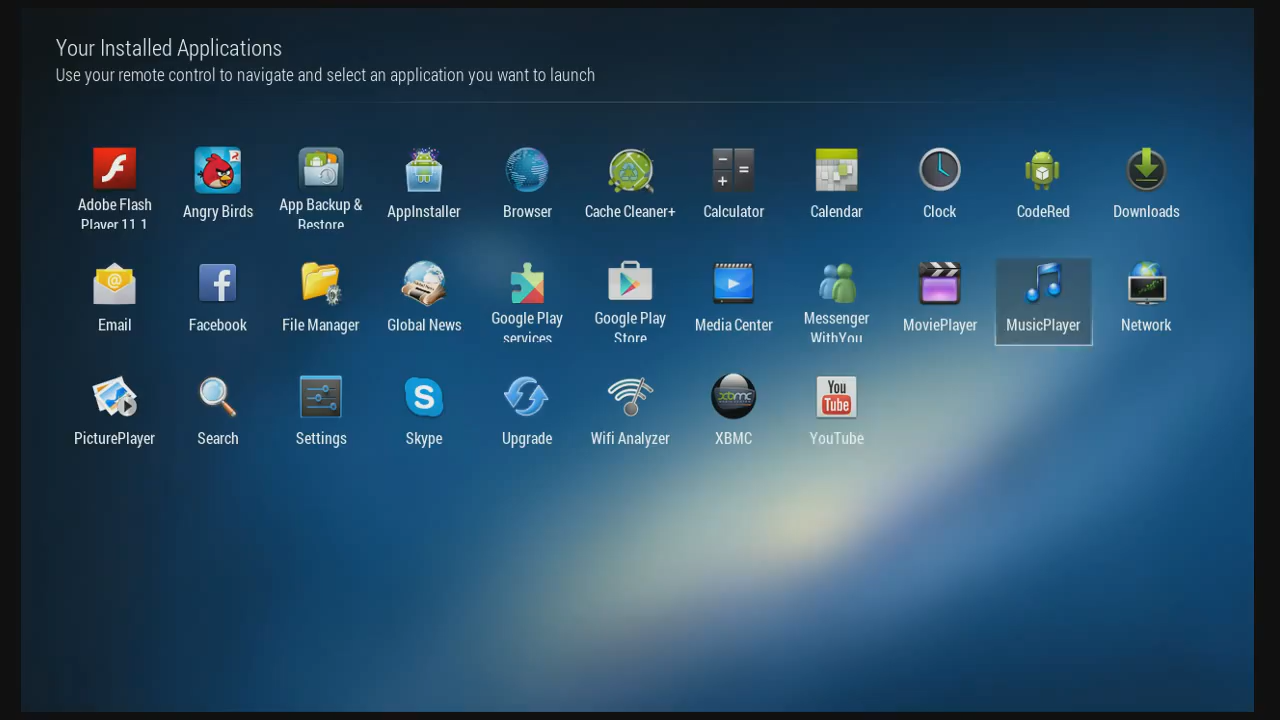 Your Installed Applications
Use your remote control to navigate and select an application you want to launch
Adobe Flash
Player 11.1
Angry Birds
App Backup &
Restore
AppInstaller
Browser
Cache Cleaner+
Calculator
Calendar
Clock
CodeRed
Downloads
Email
Facebook
File Manager
Global News
Google Play
services
Google Play
Store
Media Center
Messenger
WithYou
MoviePlayer
MusicPlayer
Network
PicturePlayer
Search
Settings
Skype
Upgrade
Wifi Analyzer
XBMC
You
Tube
YouTube